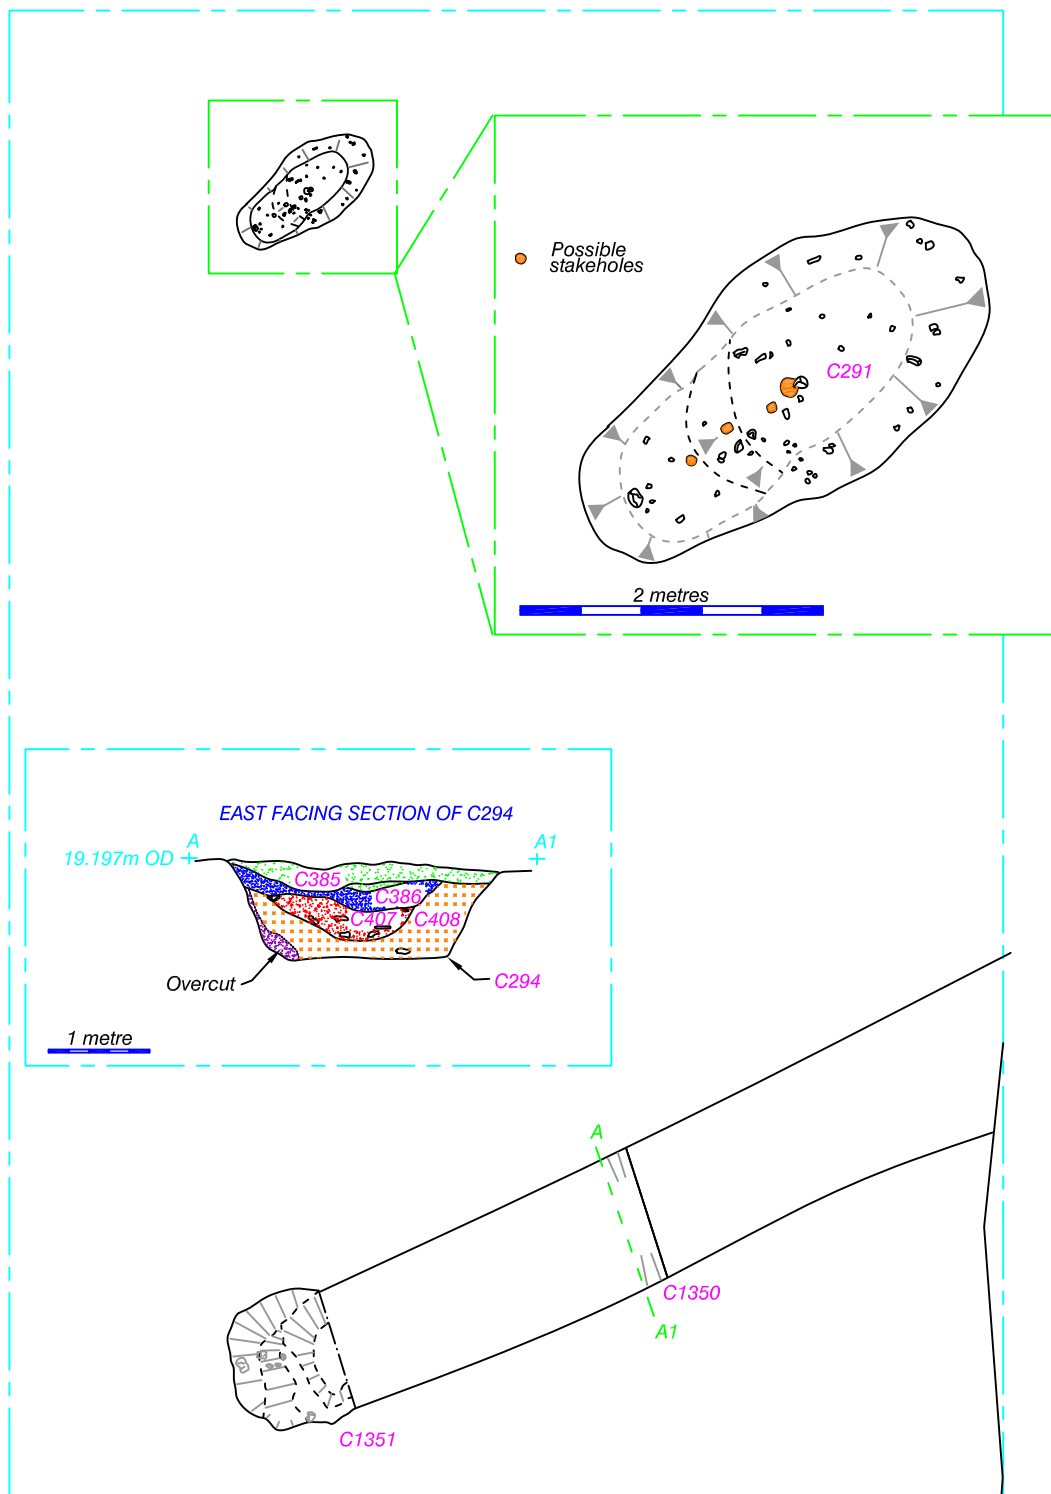 Possible
stakeholes
C291
2 metres
EAST FACING SECTION OF C294
A
A1
19.197m OD
C385
C386
C407
C408
Overcut
C294
1 metre
A
C1350
A1
C1351